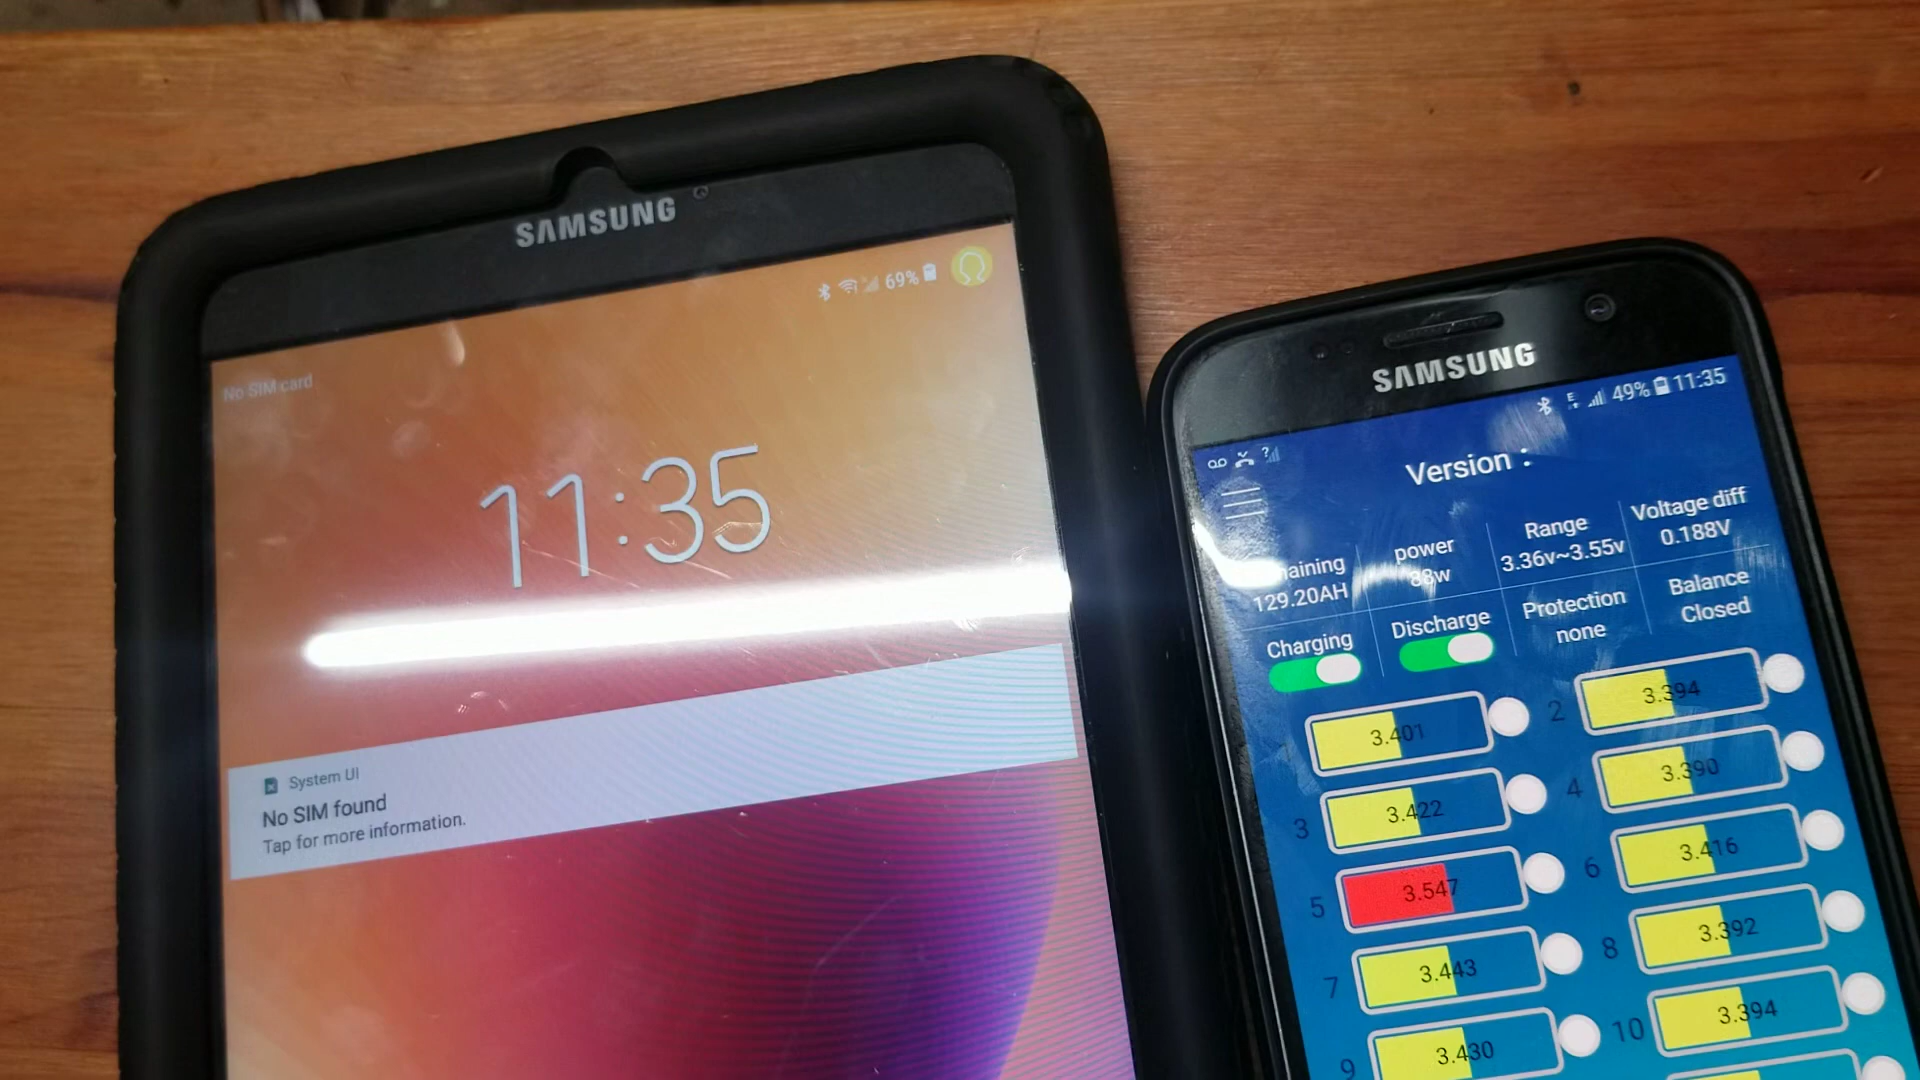 SAMSUNG
69%
No SIM card
11:35
System UI
No SIM found
Tap for more information.
SAMSUNG
49% 11:35
Version :
power
88w
Range
3.36v~3.55v
Voltage diff
0.188V
129.20AH
Charging
Discharge
Protection
none
Balance
Closed
3.401
2 3.394
3 3.422
4 3.390
5 3.547
6 3.416
7 3.443
8 3.392
9 3.430
10 3.394